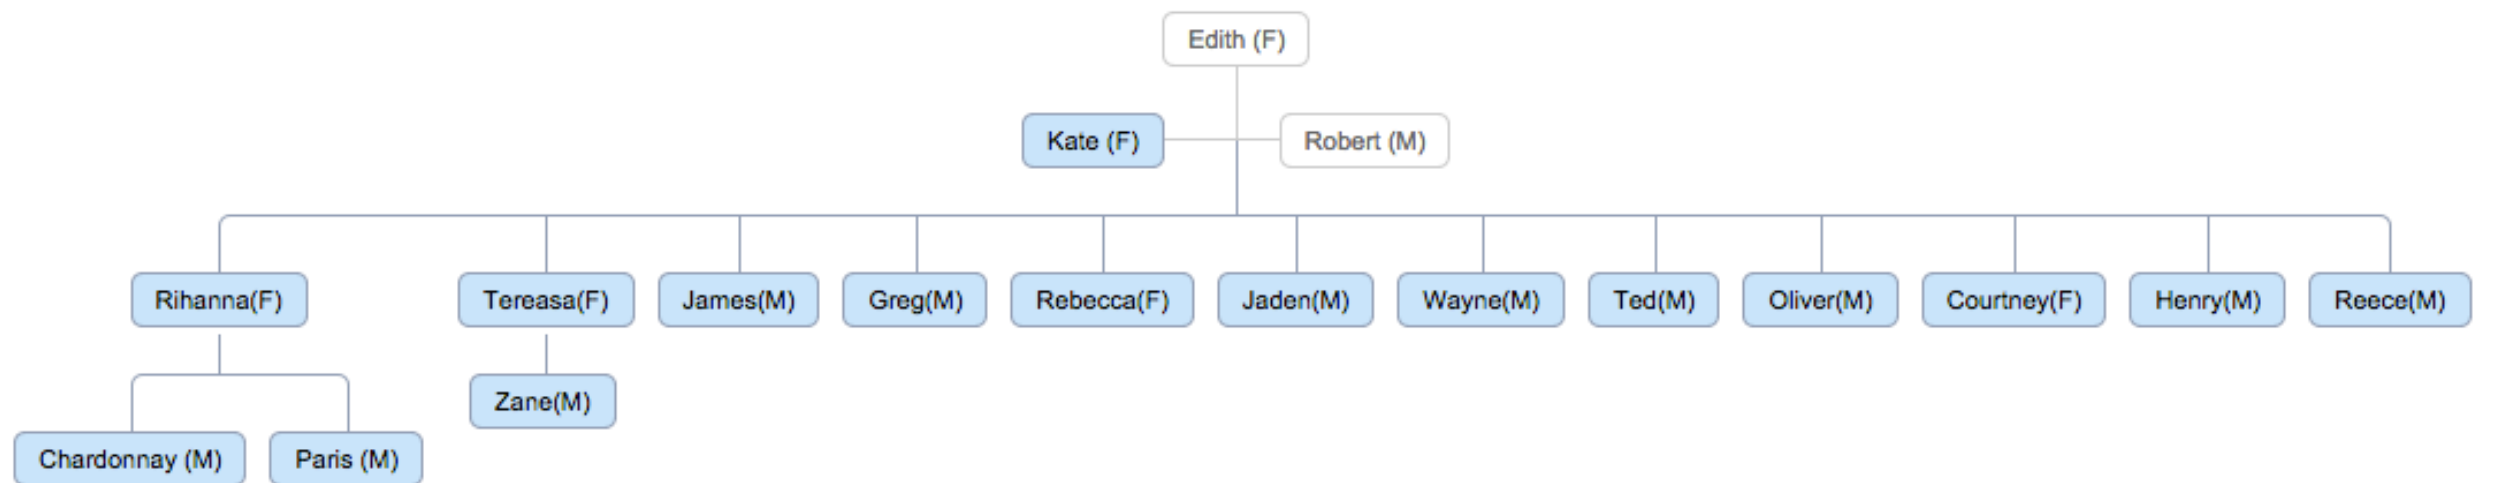 Edith (F)
Kate (F)
Robert (M)
Rihanna(F)
Tereasa(F)
James(M)
Greg(M)
Rebecca(F)
Jaden(M)
Wayne(M)
Ted(M)
Oliver(M)
Courtney(F)
Henry(M)
Reece(M)
Zane(M)
Chardonnay (M)
Paris (M)